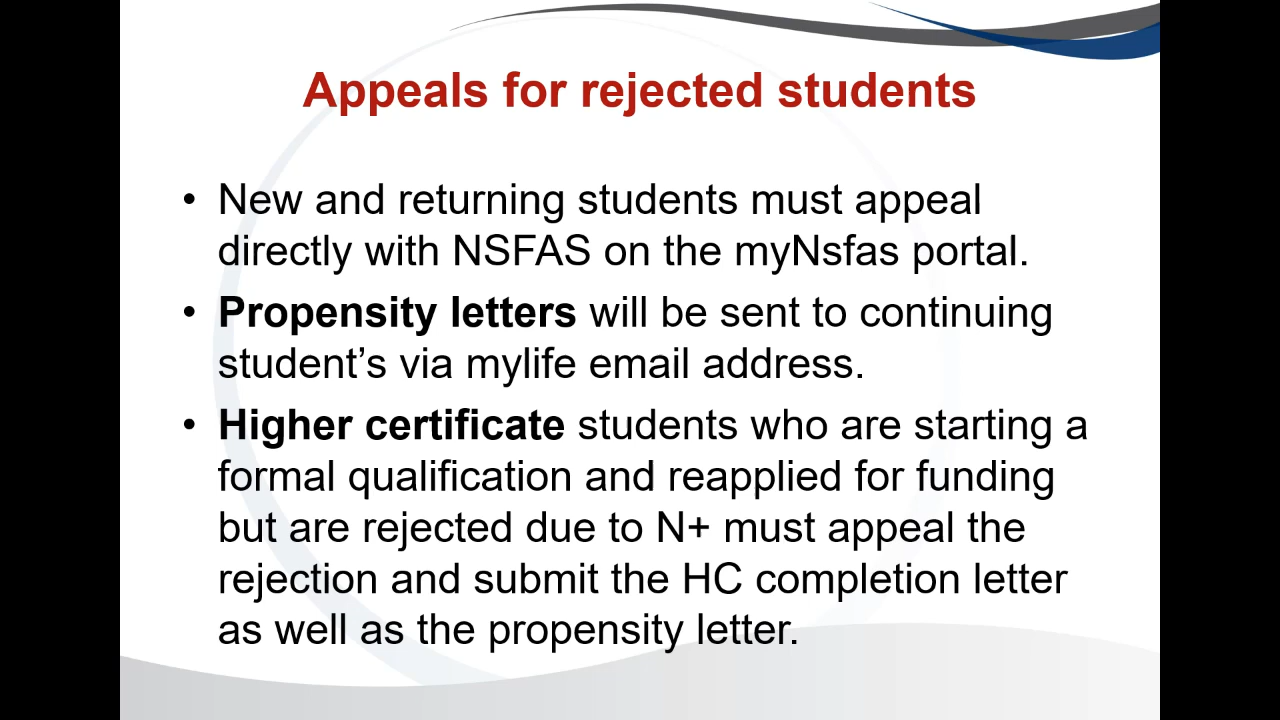 Appeals for rejected students
• New and returning students must appeal
directly with NSFAS on the myNsfas portal.
• Propensity letters will be sent to continuing
student’s via mylife email address.
• Higher certificate students who are starting a
formal qualification and reapplied for funding
but are rejected due to N+ must appeal the
rejection and submit the HC completion letter
as well as the propensity letter.